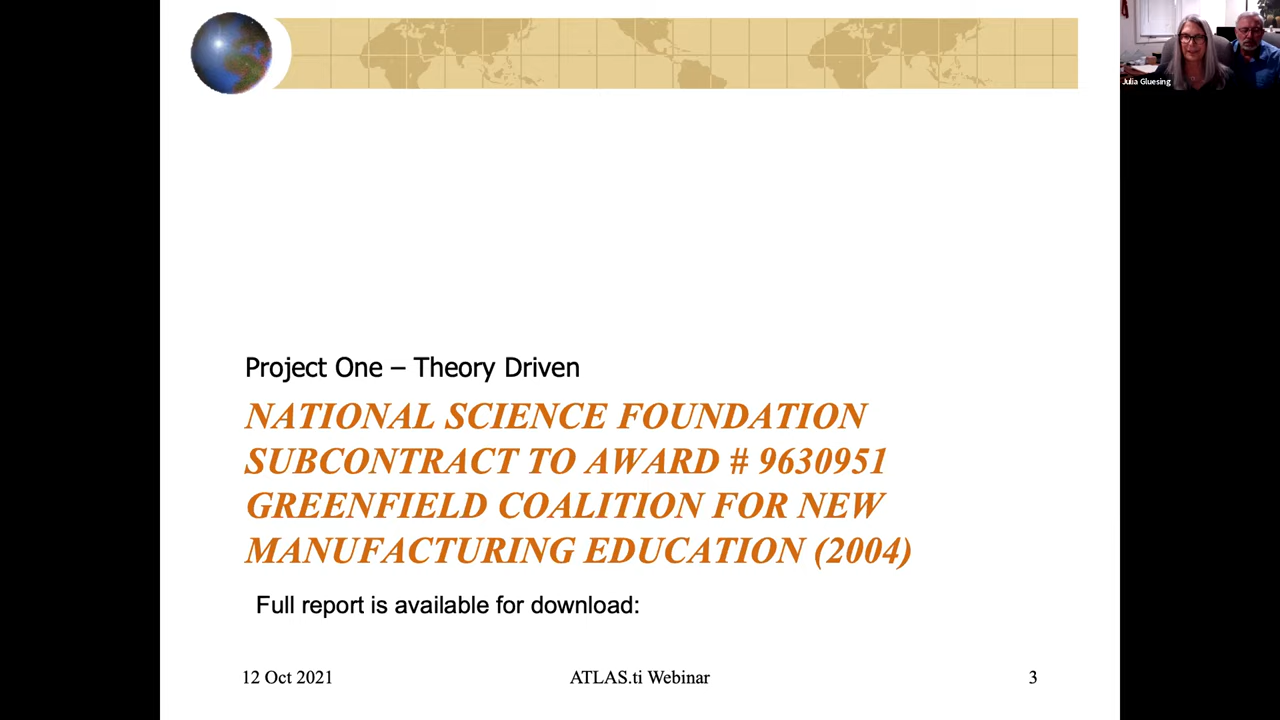 Julia Gluesing
Project One – Theory Driven
NATIONAL SCIENCE FOUNDATION
SUBCONTRACT TO AWARD # 9630951
GREENFIELD COALITION FOR NEW
MANUFACTURING EDUCATION (2004)
Full report is available for download:
12 Oct 2021 ATLAS.ti Webinar 3